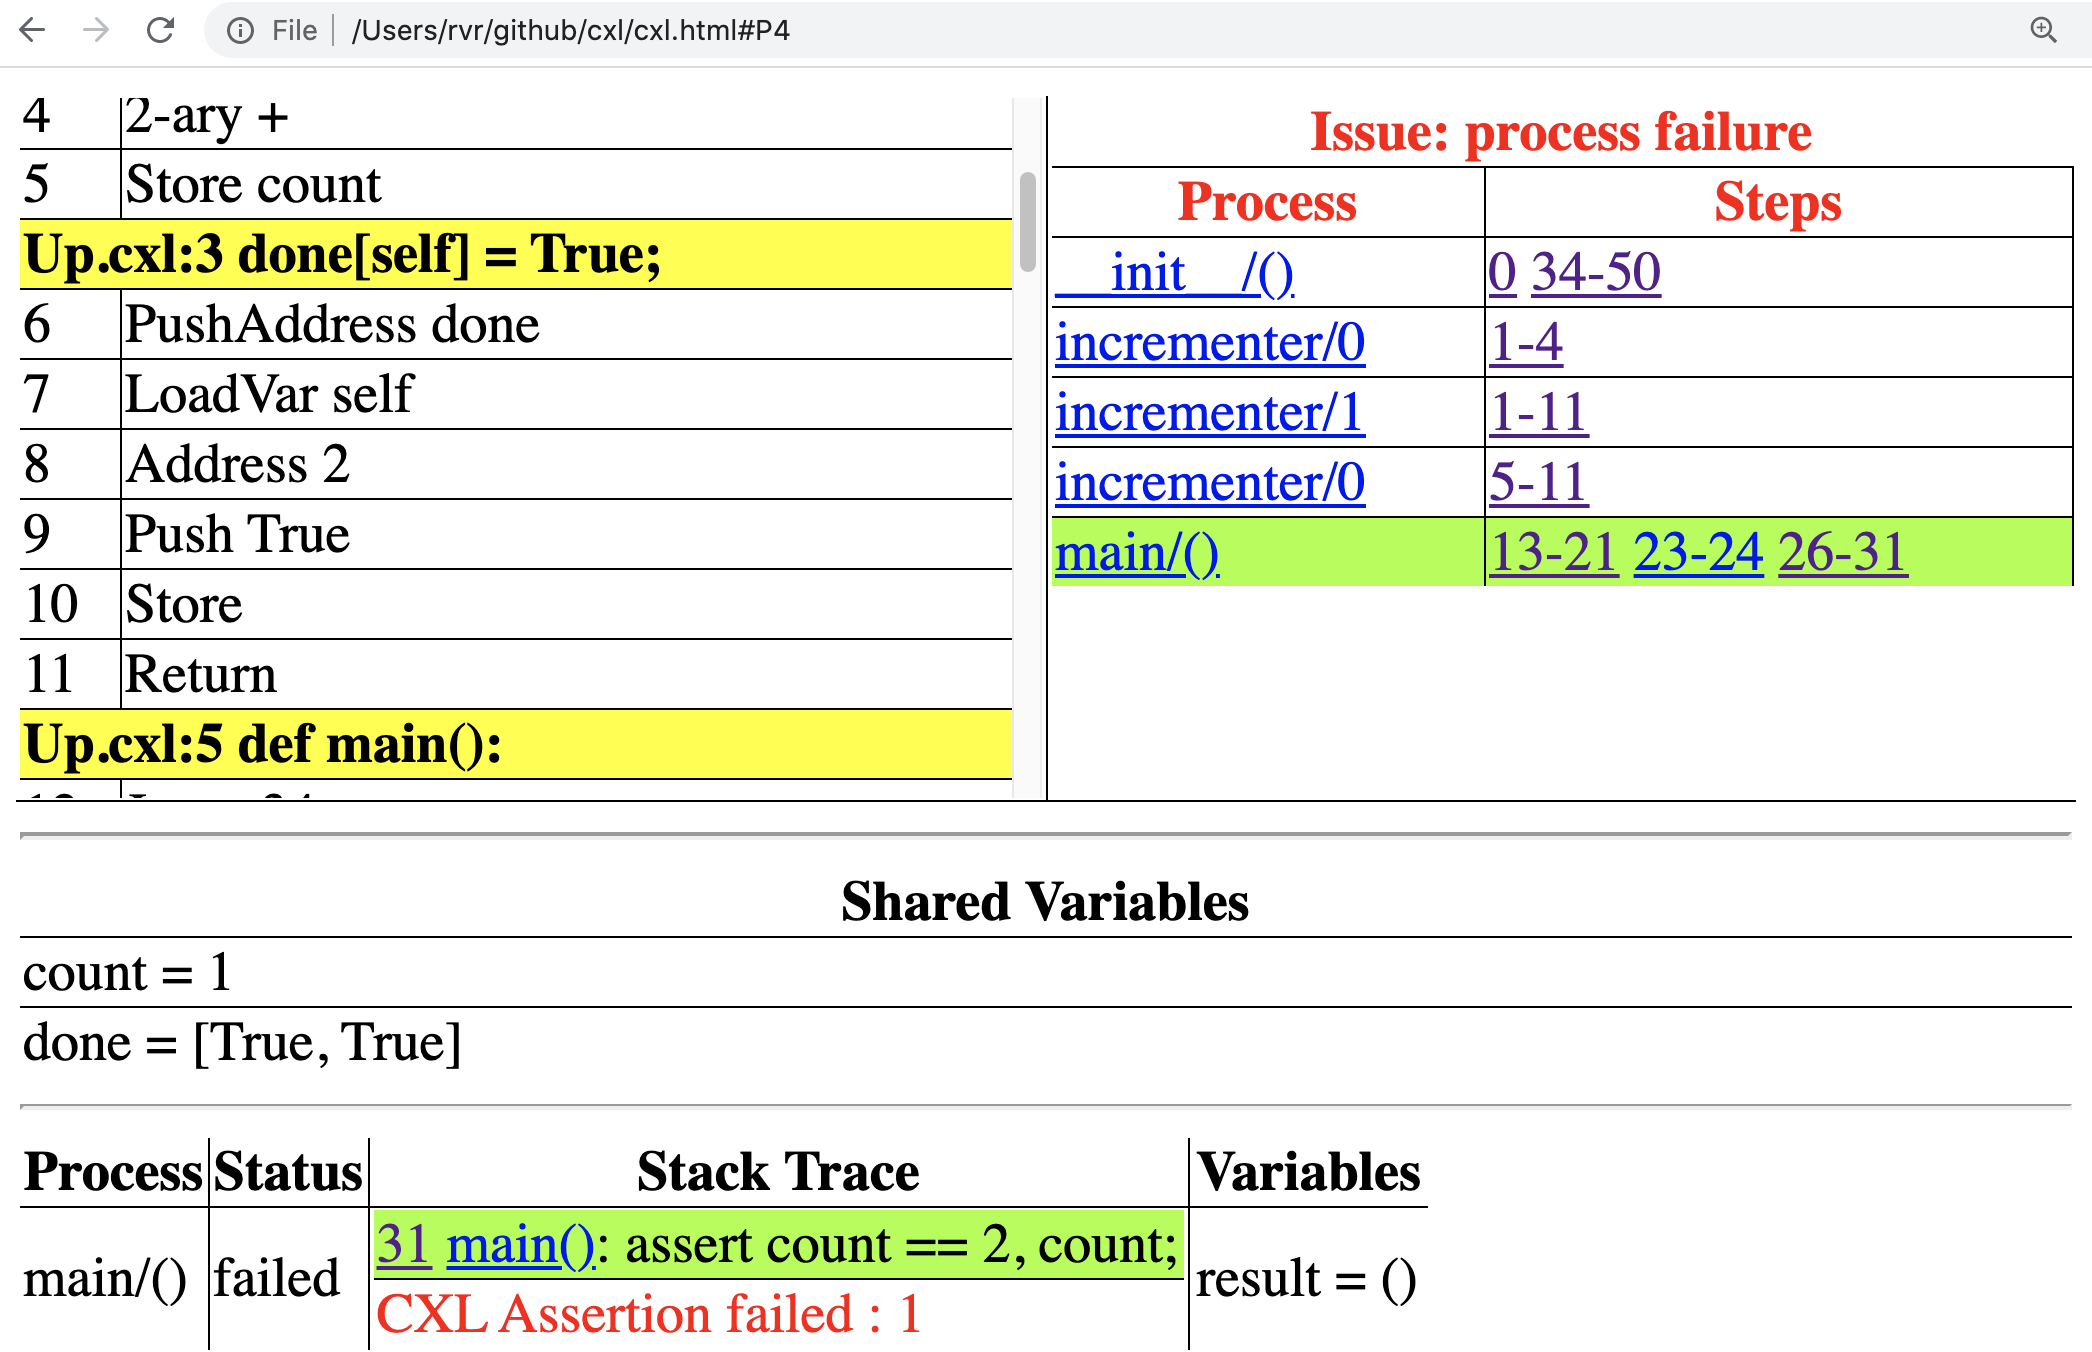 File /Users/rvr/github/cxl/cxl.html#P4
4 2-ary +
5 Store count
Up.cxl:3 done[self] = True;
6 PushAddress done
7 LoadVar self
8 Address 2
9 Push True
10 Store
11 Return
Up.cxl:5 def main():
Issue: process failure
Process Steps
__init__/() 0 34-50
incrementer/0 1-4
incrementer/1 1-11
incrementer/0 5-11
main/() 13-21 23-24 26-31
Shared Variables
count = 1
done = [True, True]
Process Status Stack Trace Variables
main/() failed 31 main(): assert count == 2, count; result = ()
CXL Assertion failed : 1